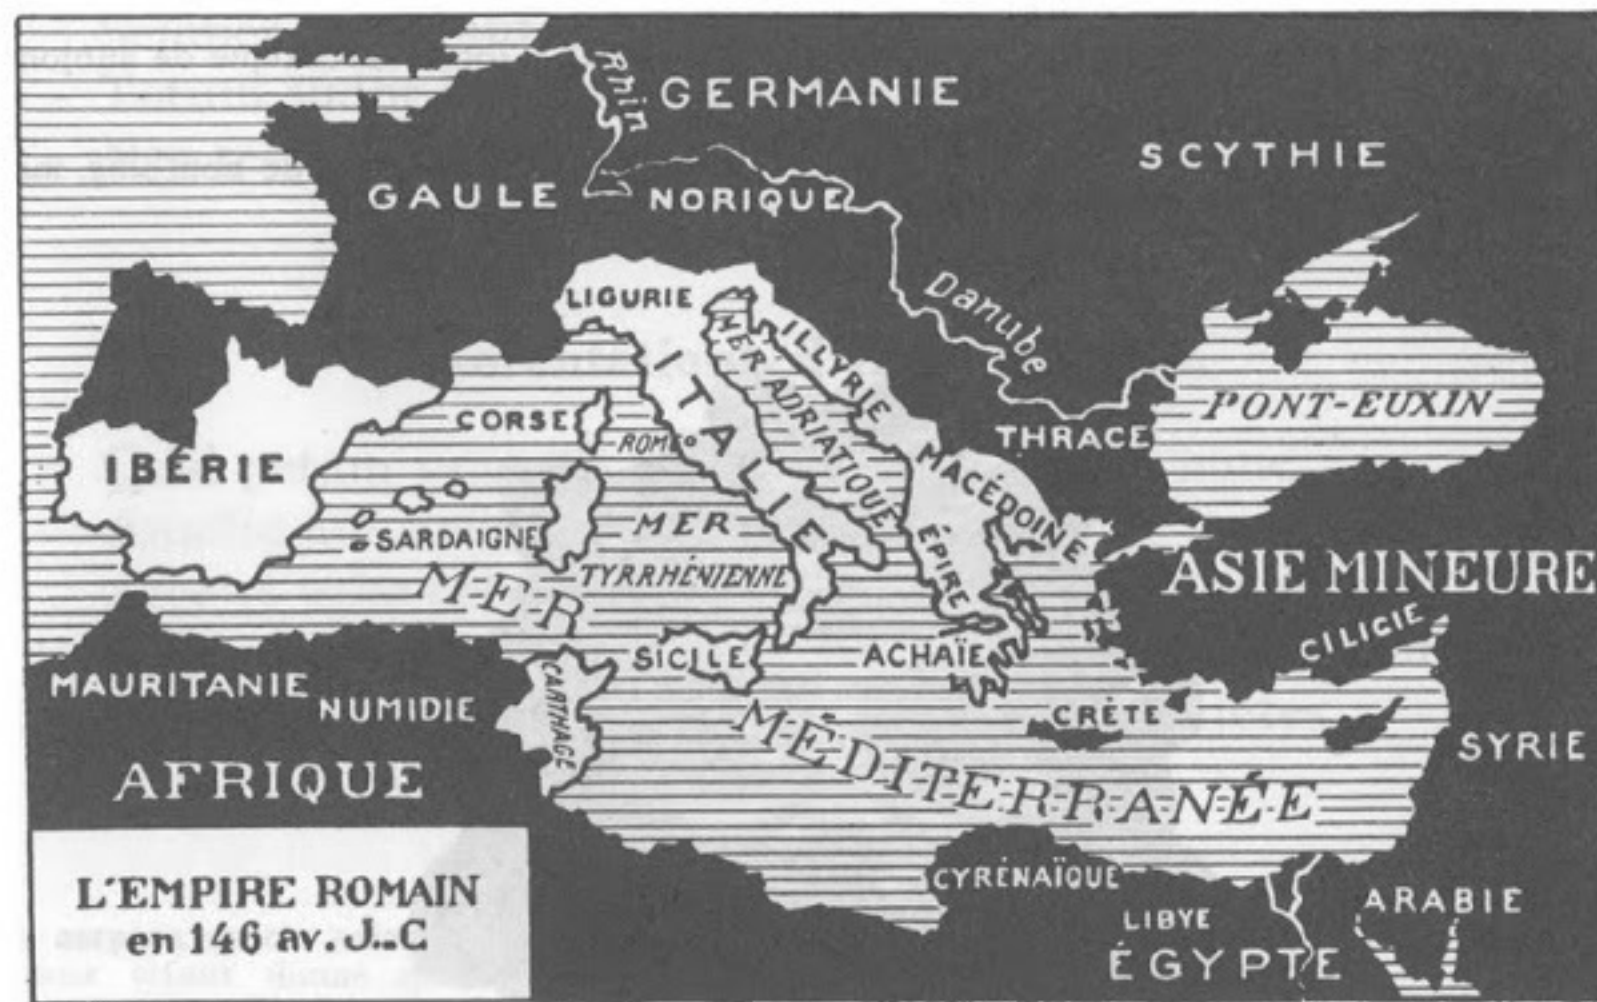 Rhin
GERMANIE
SCYTHIE
GAULE
NORIQUE
Danube
LIGURIE
ITALIE
MER ADRIATIQUE
ILLYRIE
PONT-EUXIN
CORSE
ROME
THRACE
MACÉDOINE
IBÉRIE
SARDAIGNE
MER
TYRRHÉNIENNE
ÉPIRE
ASIE MINEURE
MER
MÉDITERRANÉE
CILICIE
SICILE
ACHAÏE
CARTHAGE
MAURITANIE
NUMIDIE
CRÈTE
SYRIE
AFRIQUE
CYRÉNAÏQUE
LIBYE
ARABIE
ÉGYPTE
L'EMPIRE ROMAIN
en 146 av. J.-C